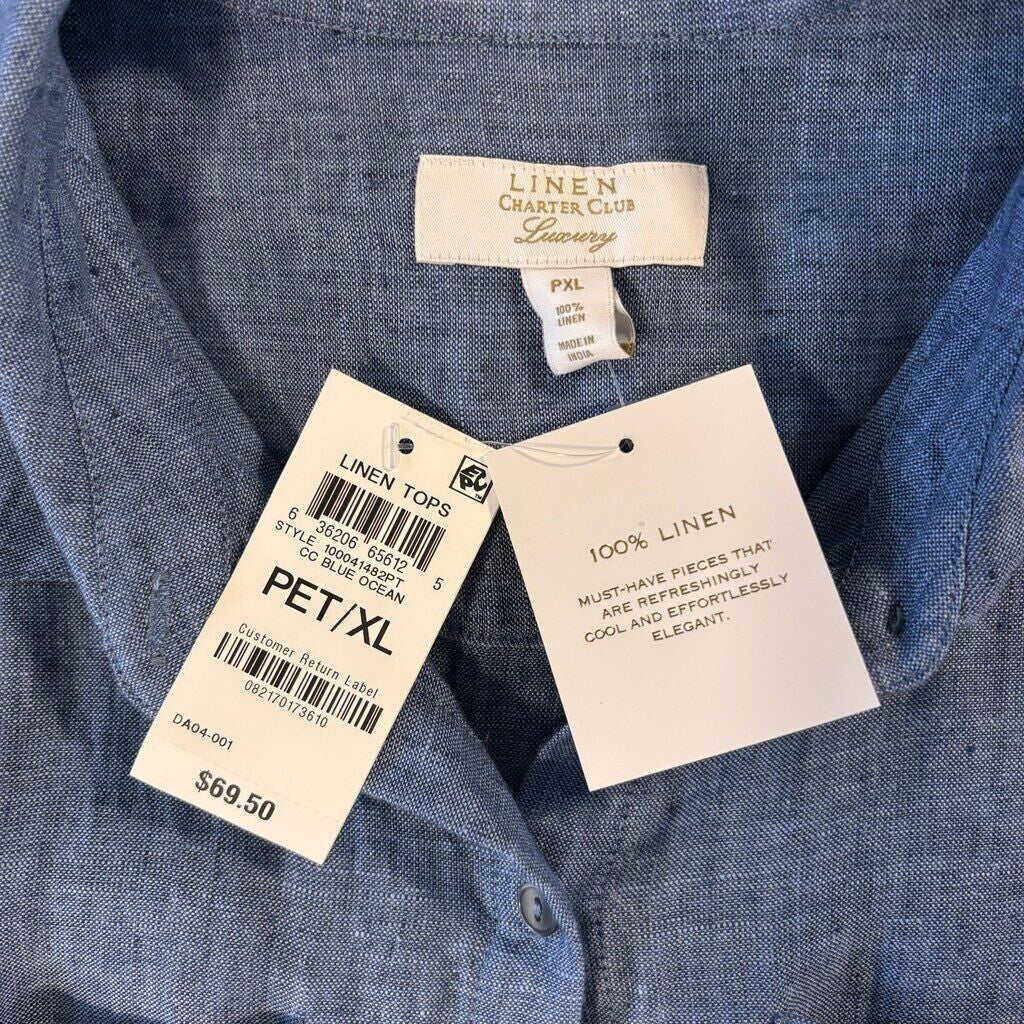 LINEN
CHARTER CLUB
Luxury
PXL
100%
LINEN
MADE IN
INDIA
LINEN TOPS
6 36206 65612 5
STYLE 100041482PT
CC BLUE OCEAN
PET/XL
Customer Return Label
082170173610
DA04-001
$69.50
100% LINEN
MUST-HAVE PIECES THAT
ARE REFRESHINGLY
COOL AND EFFORTLESSLY
ELEGANT.